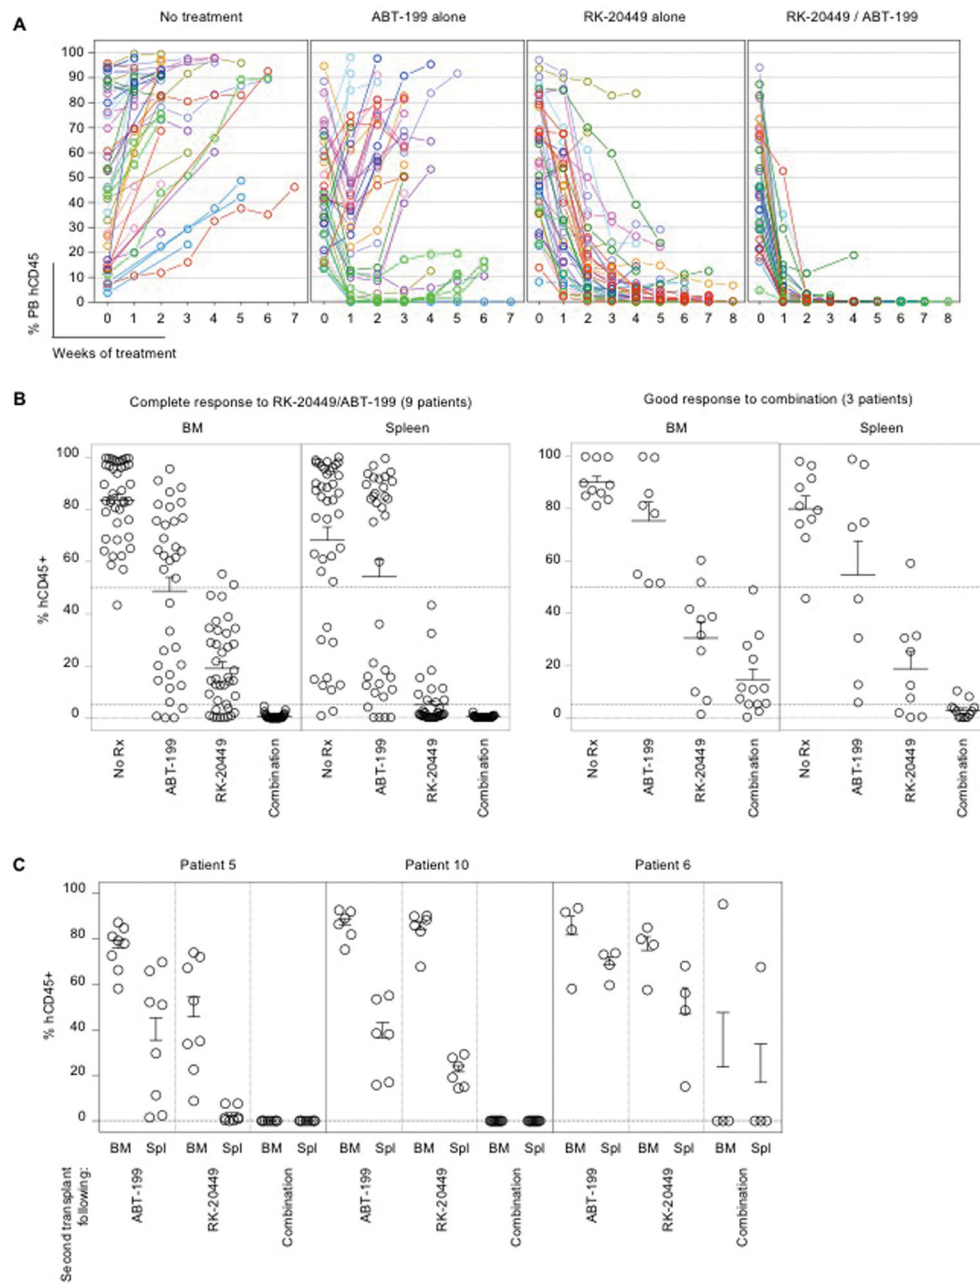 A
No treatment
ABT-199 alone
RK-20449 alone
RK-20449 / ABT-199
100
90
80
70
60
50
40
30
20
10
0
% PB hCD45
0 1 2 3 4 5 6 7
0 1 2 3 4 5 6 7
0 1 2 3 4 5 6 7 8
0 1 2 3 4 5 6 7 8
Weeks of treatment
B
Complete response to RK-20449/ABT-199 (9 patients)
Good response to combination (3 patients)
BM
Spleen
BM
Spleen
100
80
60
40
20
0
% hCD45+
100
80
60
40
20
0
No Rx
ABT-199
RK-20449
Combination
No Rx
ABT-199
RK-20449
Combination
No Rx
ABT-199
RK-20449
Combination
No Rx
ABT-199
RK-20449
Combination
C
Patient 5
Patient 10
Patient 6
100
80
60
40
20
0
% hCD45+
BM Spl BM Spl BM Spl BM Spl BM Spl BM Spl BM Spl BM Spl BM Spl
Second transplant
following:
ABT-199
RK-20449
Combination
ABT-199
RK-20449
Combination
ABT-199
RK-20449
Combination